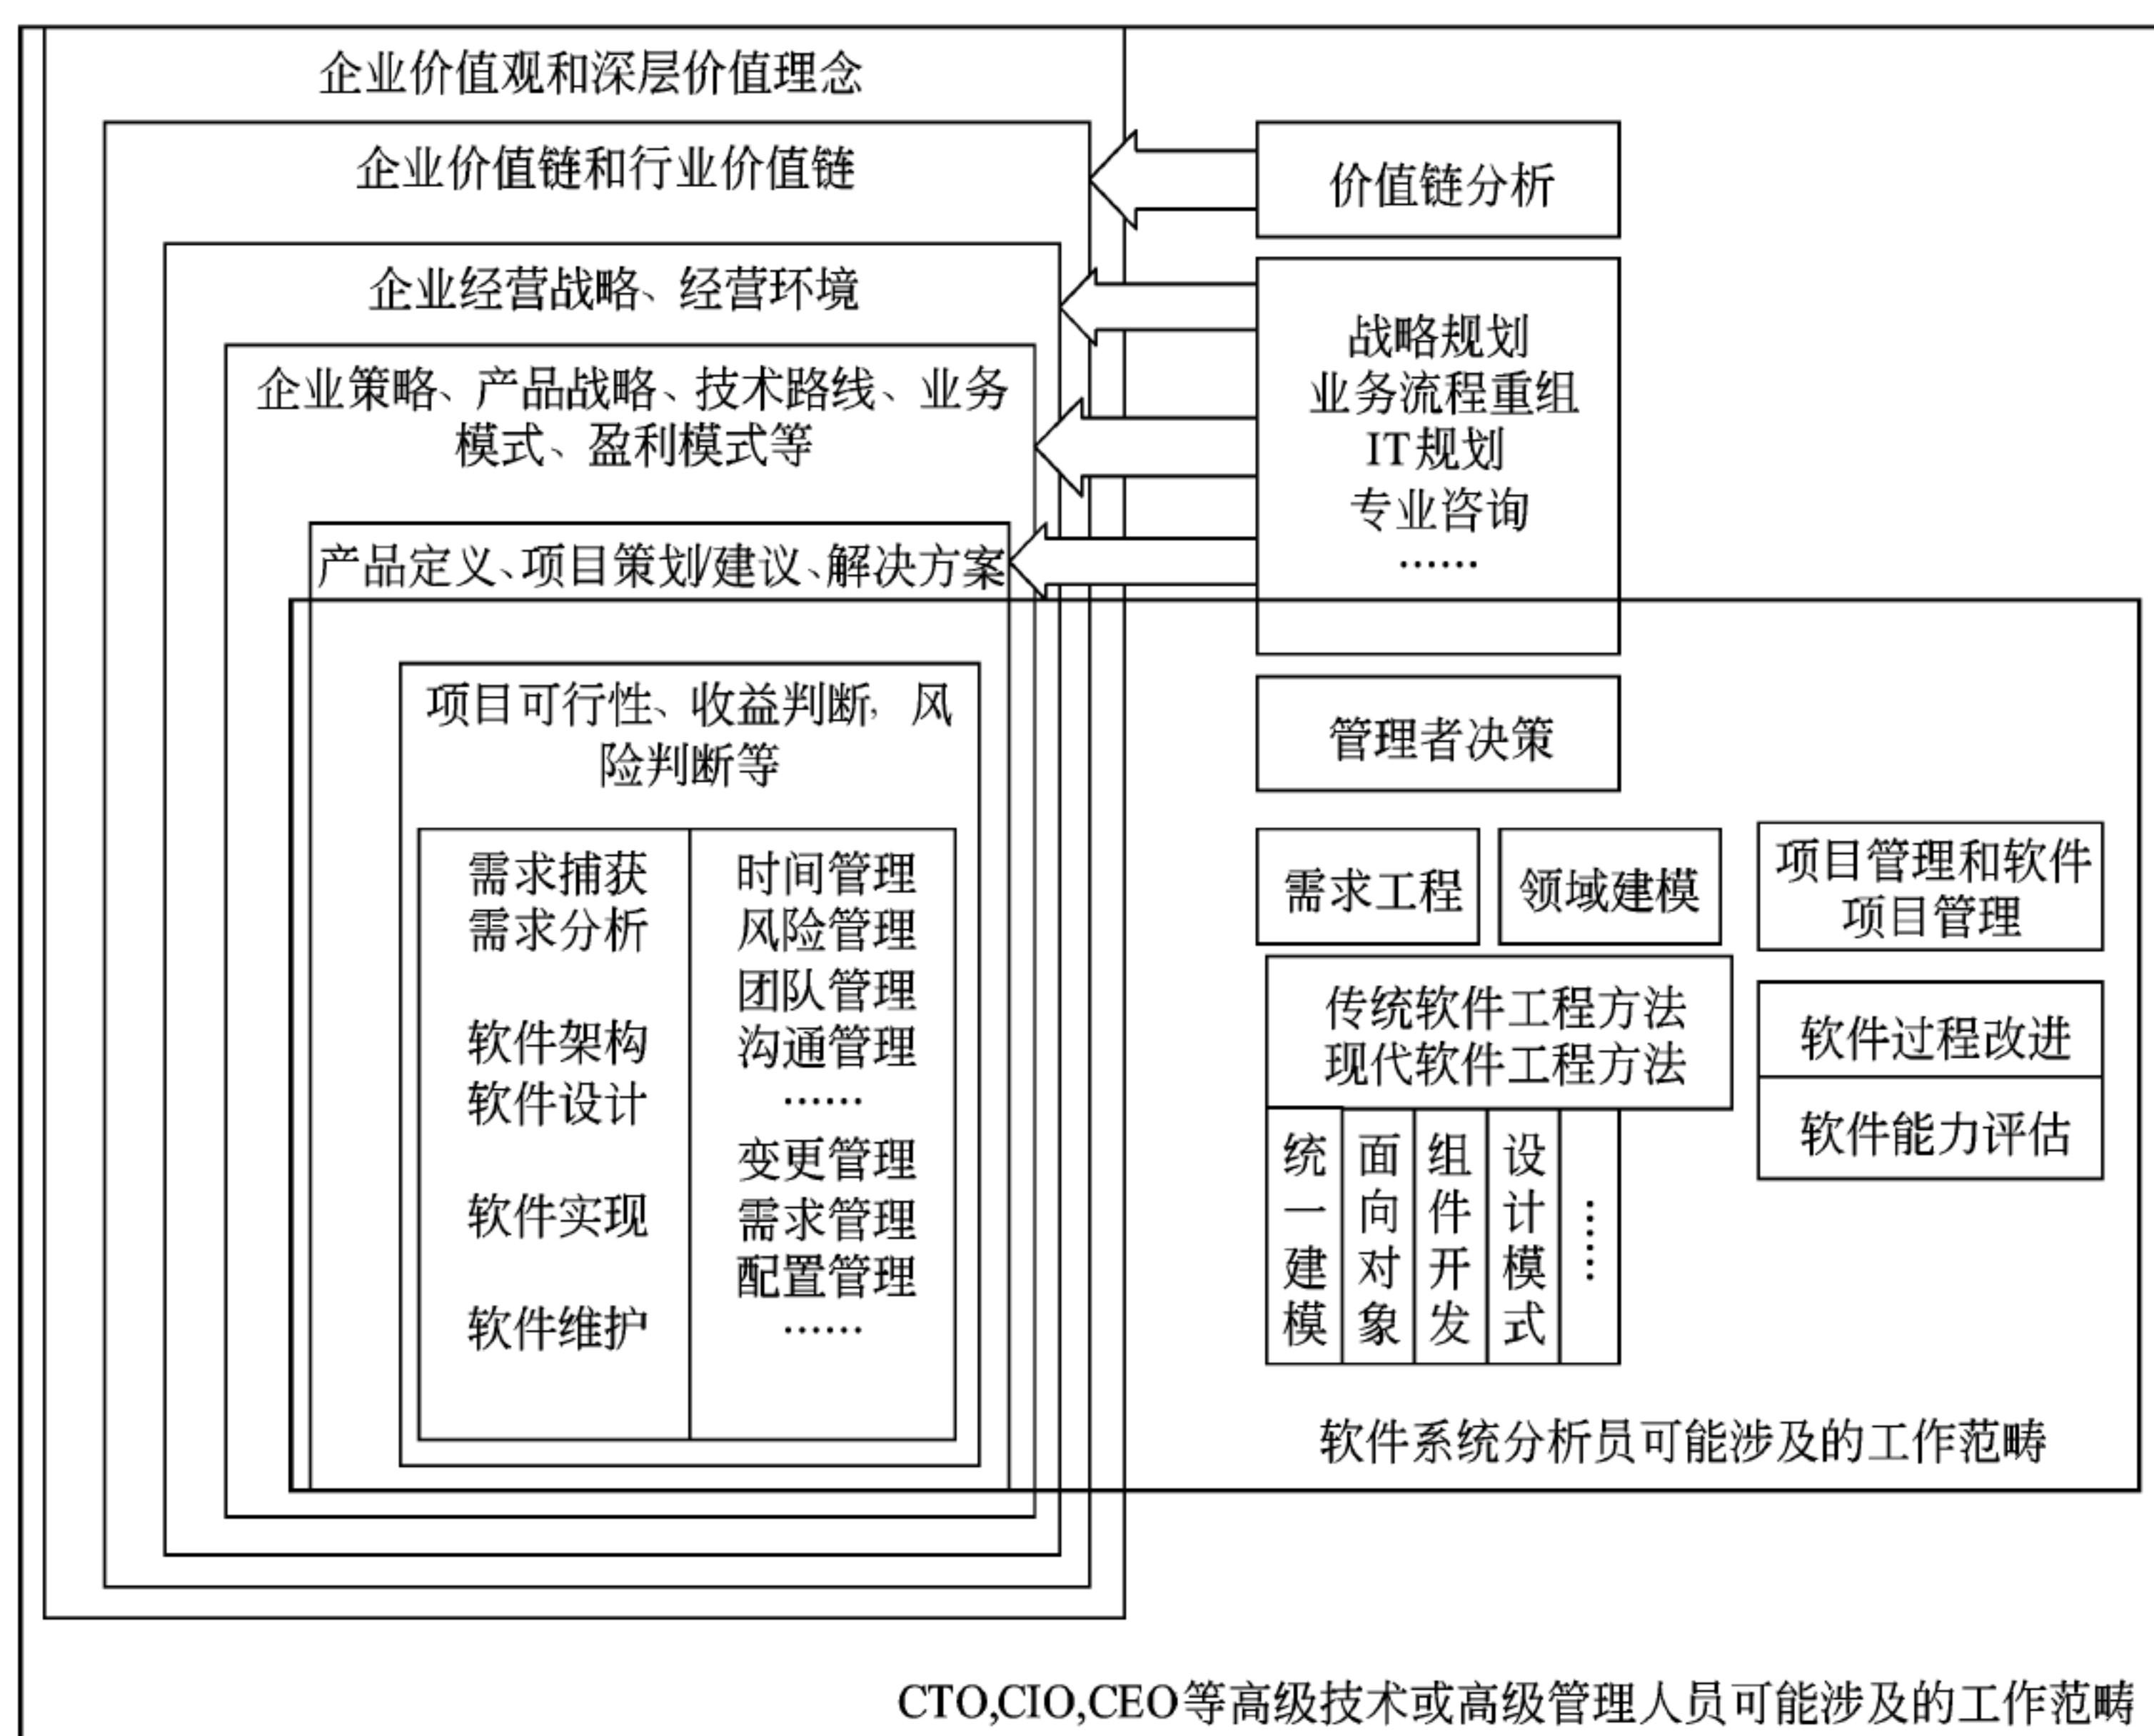 企业价值观和深层价值理念
企业价值链和行业价值链
价值链分析
企业经营战略、经营环境
企业策略、产品战略、技术路线、业务
模式、盈利模式等
战略规划
业务流程重组
IT规划
专业咨询
……
产品定义、项目策划/建议、解决方案
项目可行性、收益判断，风
险判断等
管理者决策
需求捕获
需求分析
软件架构
软件设计
软件实现
软件维护
时间管理
风险管理
团队管理
沟通管理
……
变更管理
需求管理
配置管理
……
需求工程
领域建模
项目管理和软件
项目管理
传统软件工程方法
现代软件工程方法
软件过程改进
软件能力评估
统一建模
面向对象
组件开发
设计模式
……
软件系统分析员可能涉及的工作范畴
CTO,CIO,CEO等高级技术或高级管理人员可能涉及的工作范畴